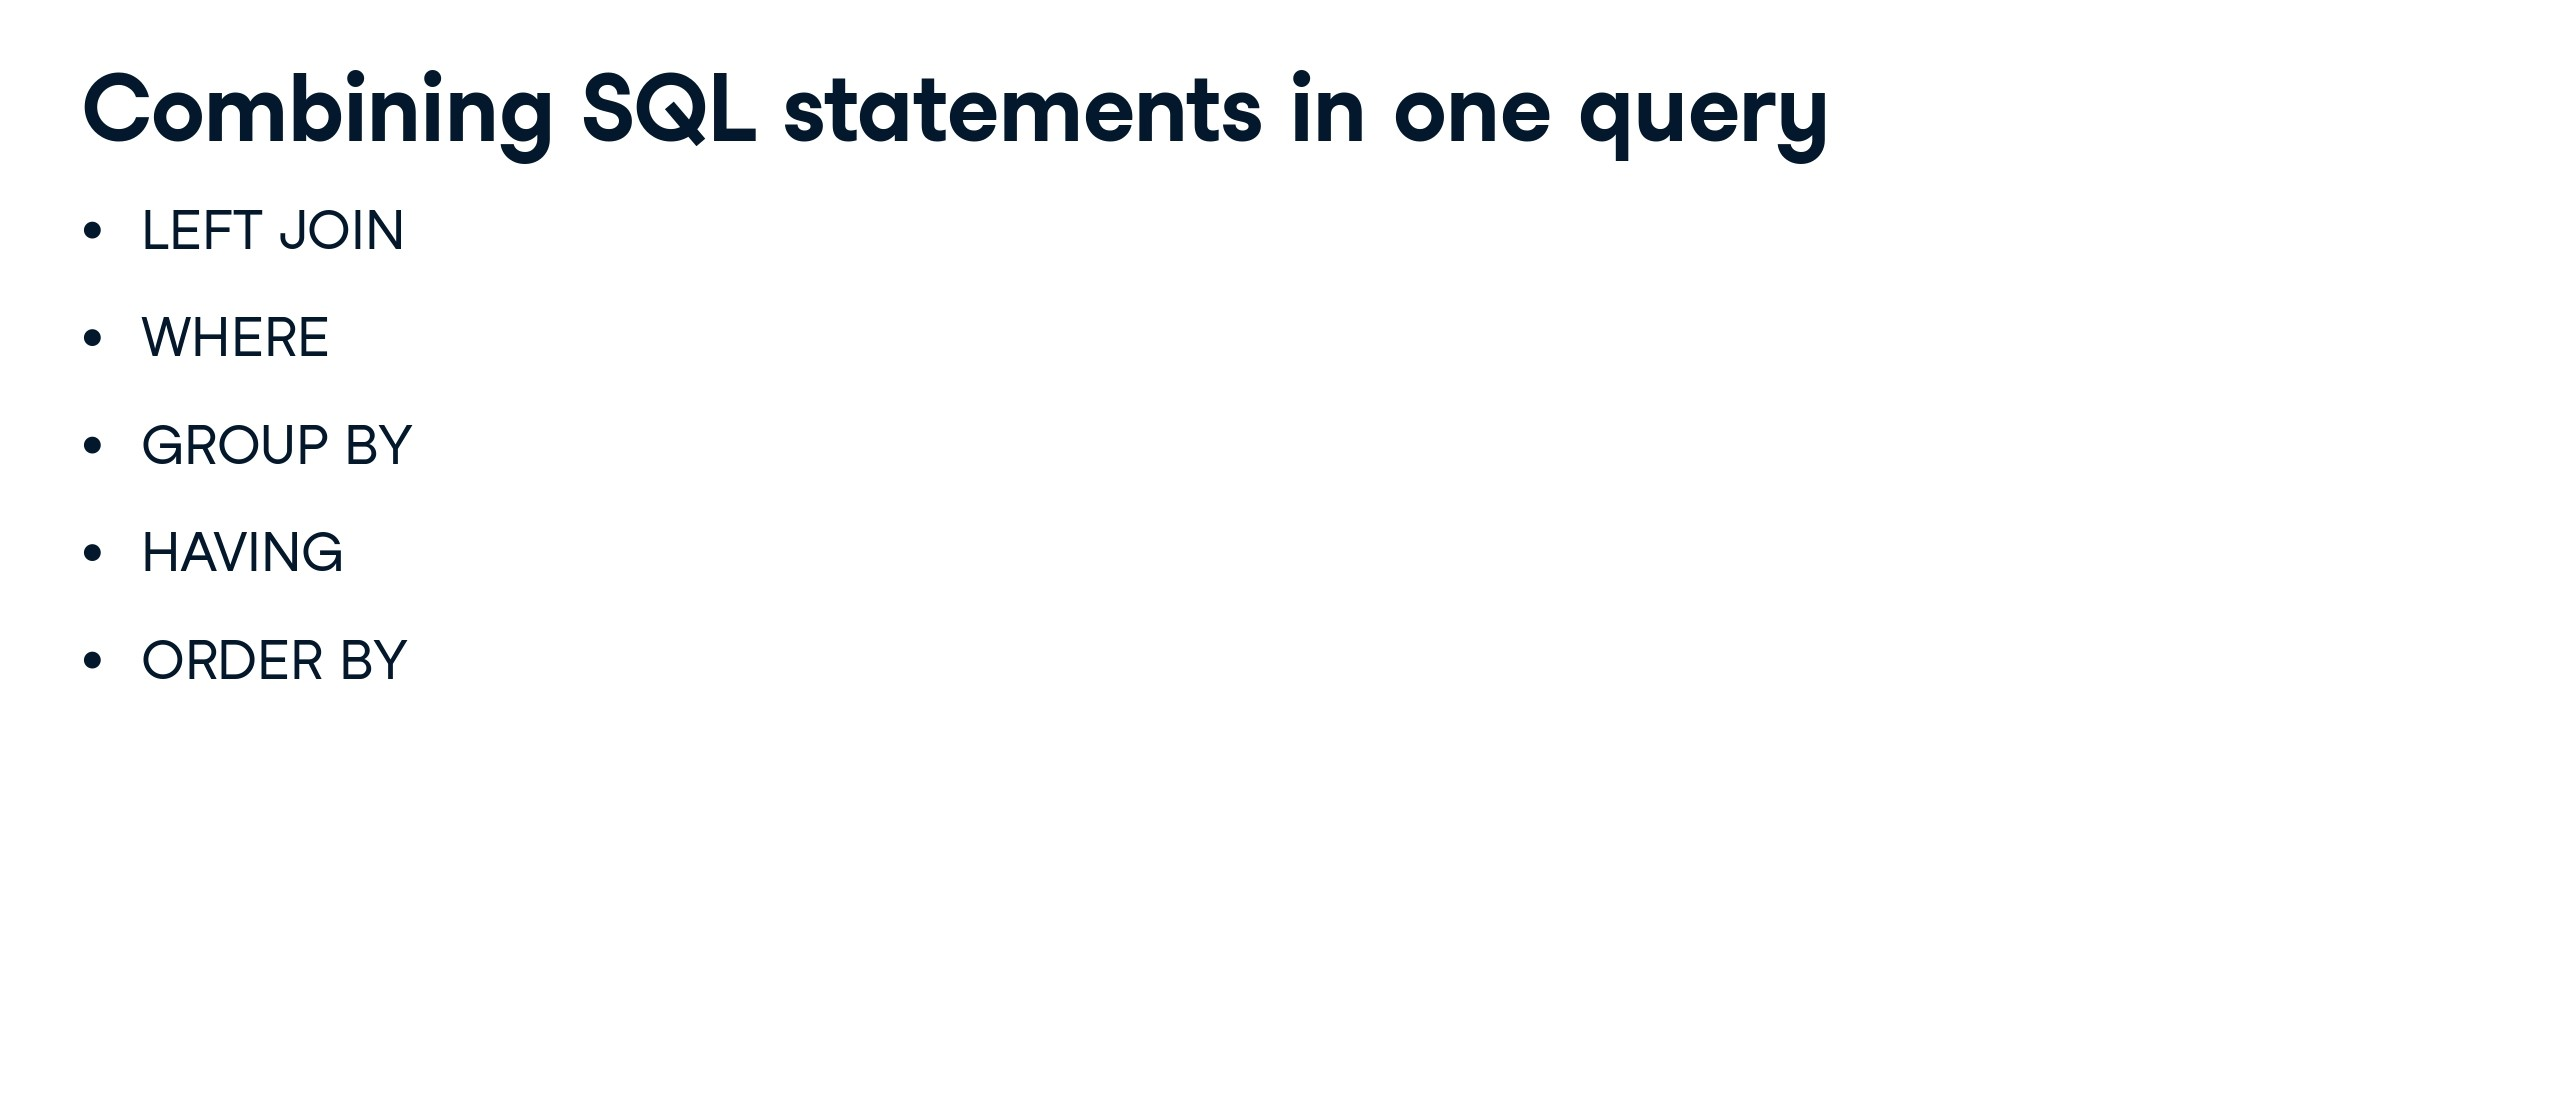 Combining SQL statements in one query
• LEFT JOIN
• WHERE
• GROUP BY
• HAVING
• ORDER BY